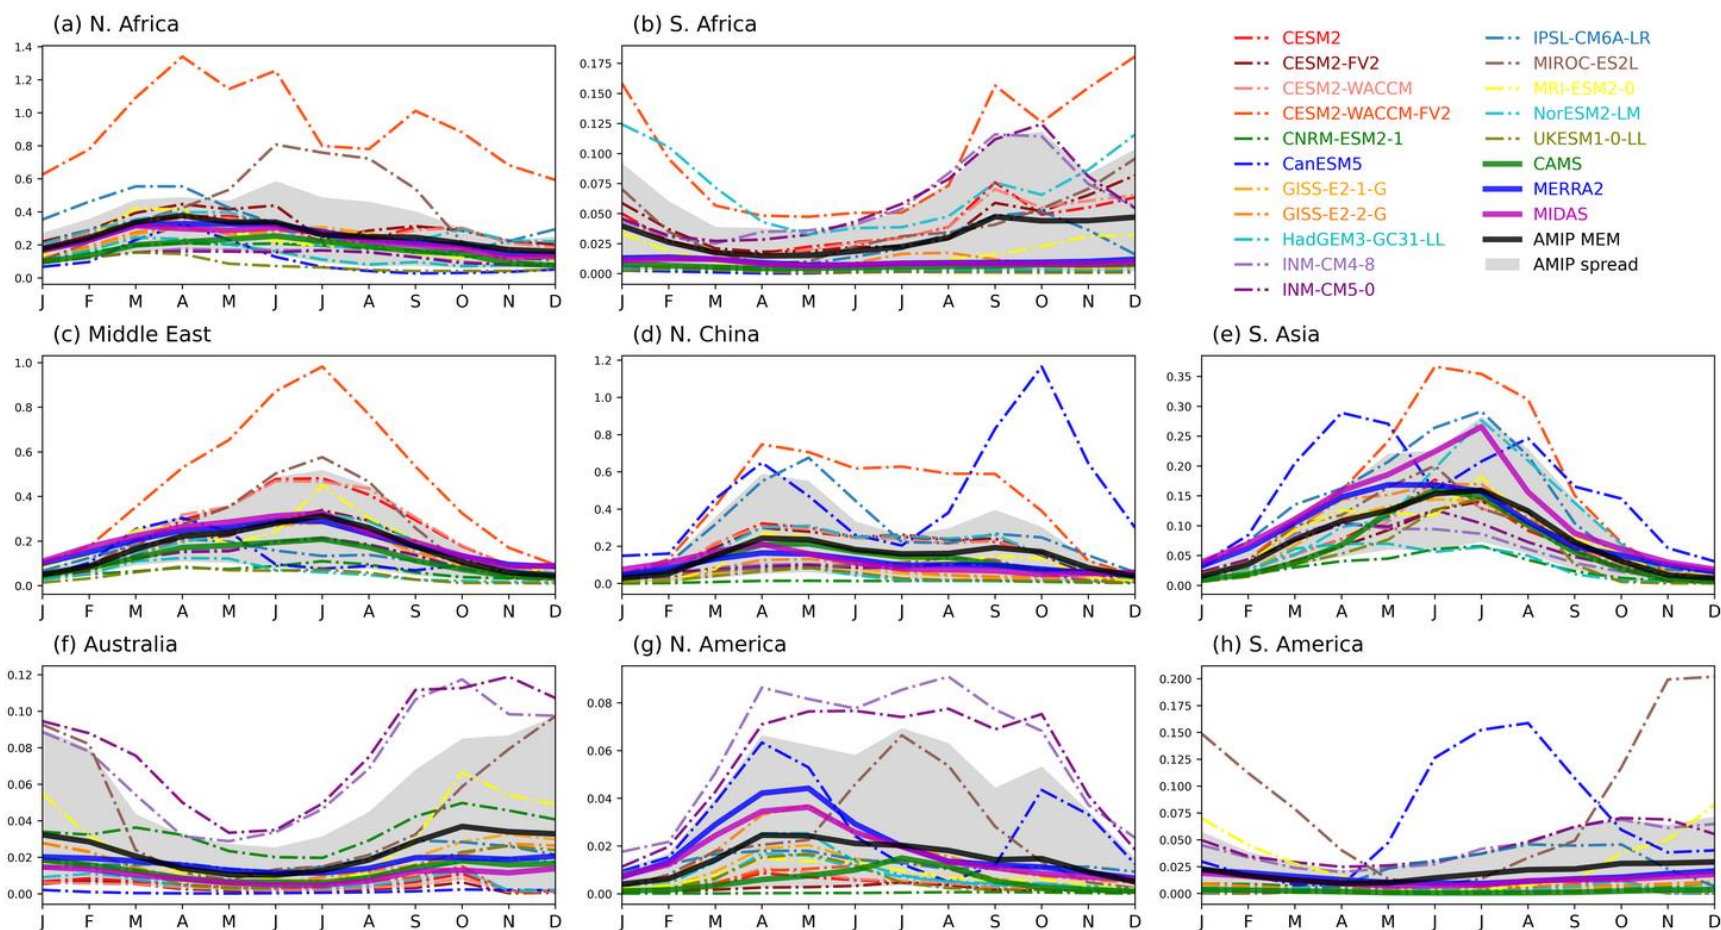 (a) N. Africa
1.4
1.2
1.0
0.8
0.6
0.4
0.2
0.0
J F M A M J J A S O N D
(b) S. Africa
0.175
0.150
0.125
0.100
0.075
0.050
0.025
0.000
J F M A M J J A S O N D
CESM2
CESM2-FV2
CESM2-WACCM
CESM2-WACCM-FV2
CNRM-ESM2-1
CanESM5
GISS-E2-1-G
GISS-E2-2-G
HadGEM3-GC31-LL
INM-CM4-8
INM-CM5-0
IPSL-CM6A-LR
MIROC-ES2L
MRI-ESM2-0
NorESM2-LM
UKESM1-0-LL
CAMS
MERRA2
MIDAS
AMIP MEM
AMIP spread
(c) Middle East
1.0
0.8
0.6
0.4
0.2
0.0
J F M A M J J A S O N D
(d) N. China
1.2
1.0
0.8
0.6
0.4
0.2
0.0
J F M A M J J A S O N D
(e) S. Asia
0.35
0.30
0.25
0.20
0.15
0.10
0.05
0.00
J F M A M J J A S O N D
(f) Australia
0.12
0.10
0.08
0.06
0.04
0.02
0.00
J F M A M J J A S O N D
(g) N. America
0.08
0.06
0.04
0.02
0.00
J F M A M J J A S O N D
(h) S. America
0.200
0.175
0.150
0.125
0.100
0.075
0.050
0.025
0.000
J F M A M J J A S O N D